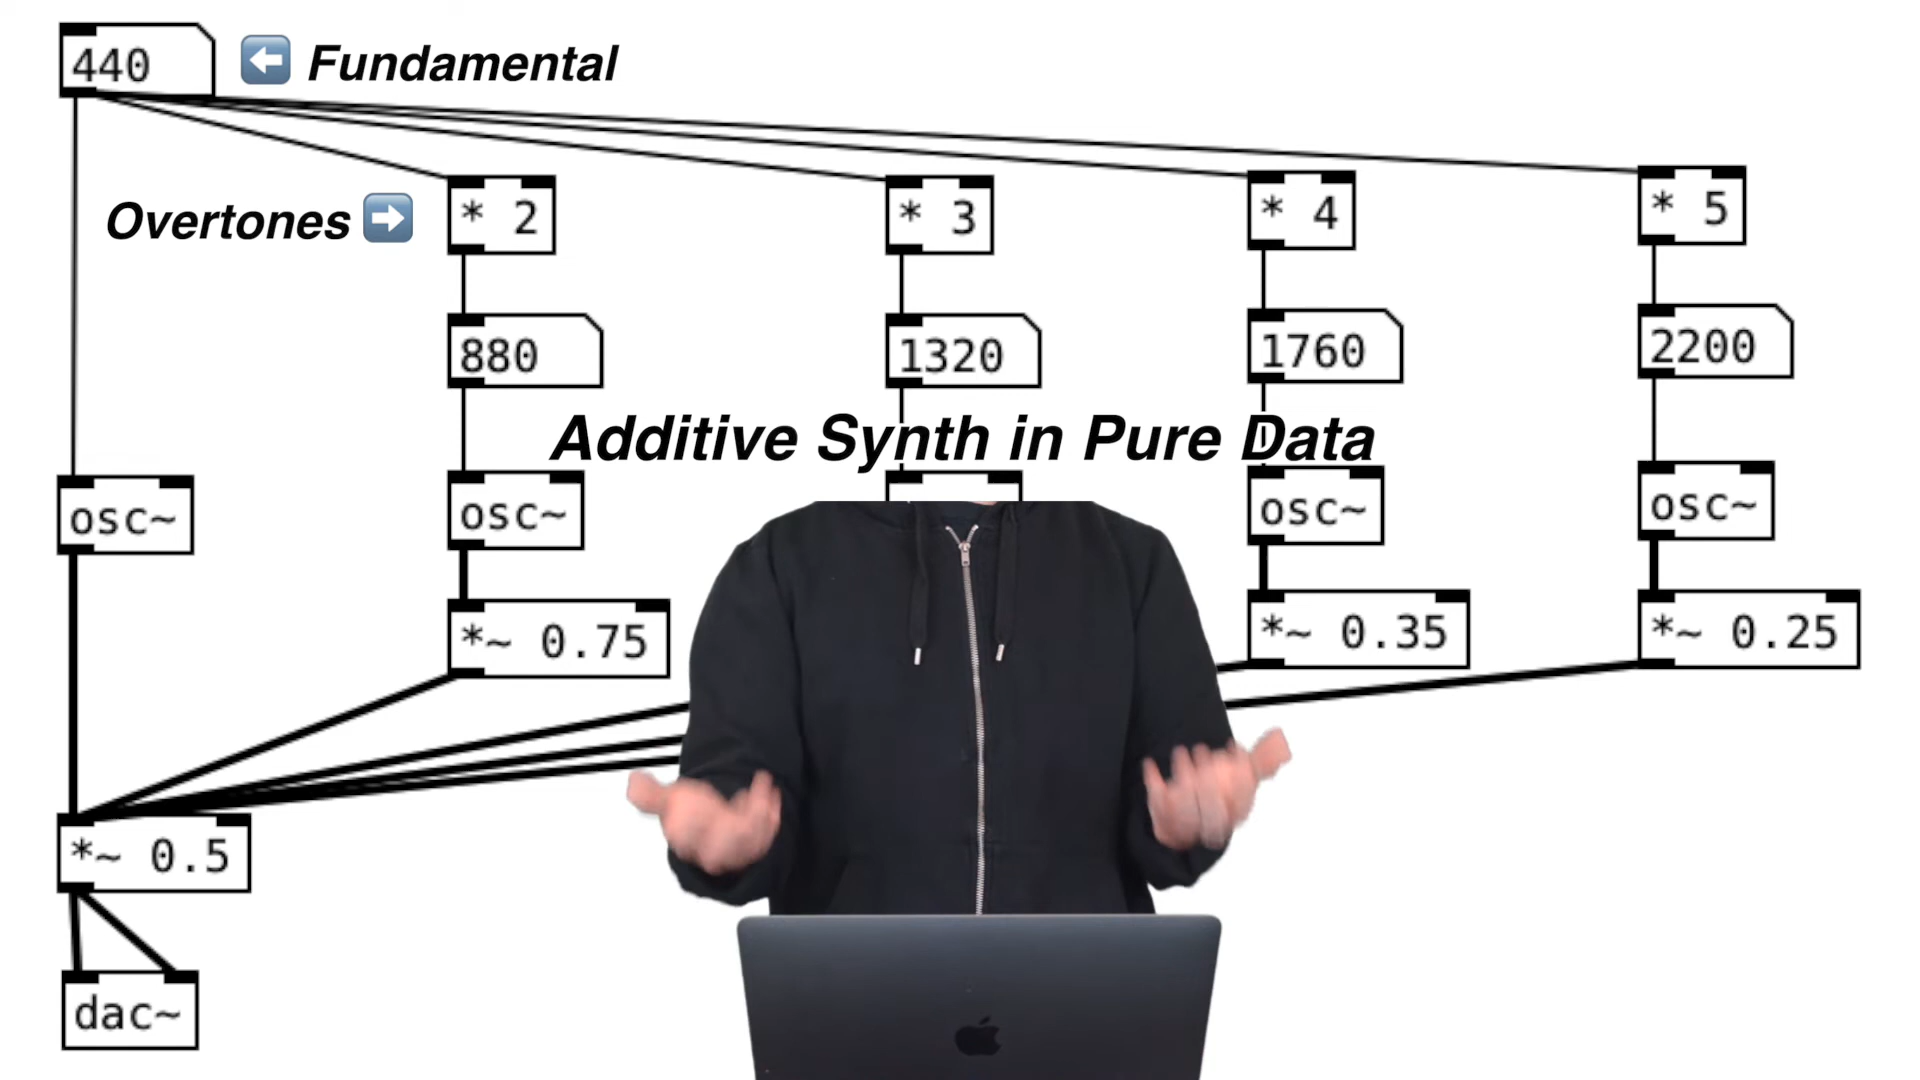 440
⬅ Fundamental
Overtones ➡
* 2
* 3
* 4
* 5
880
1320
1760
2200
Additive Synth in Pure Data
osc~
osc~
osc~
osc~
*~ 0.75
*~ 0.35
*~ 0.25
*~ 0.5
dac~